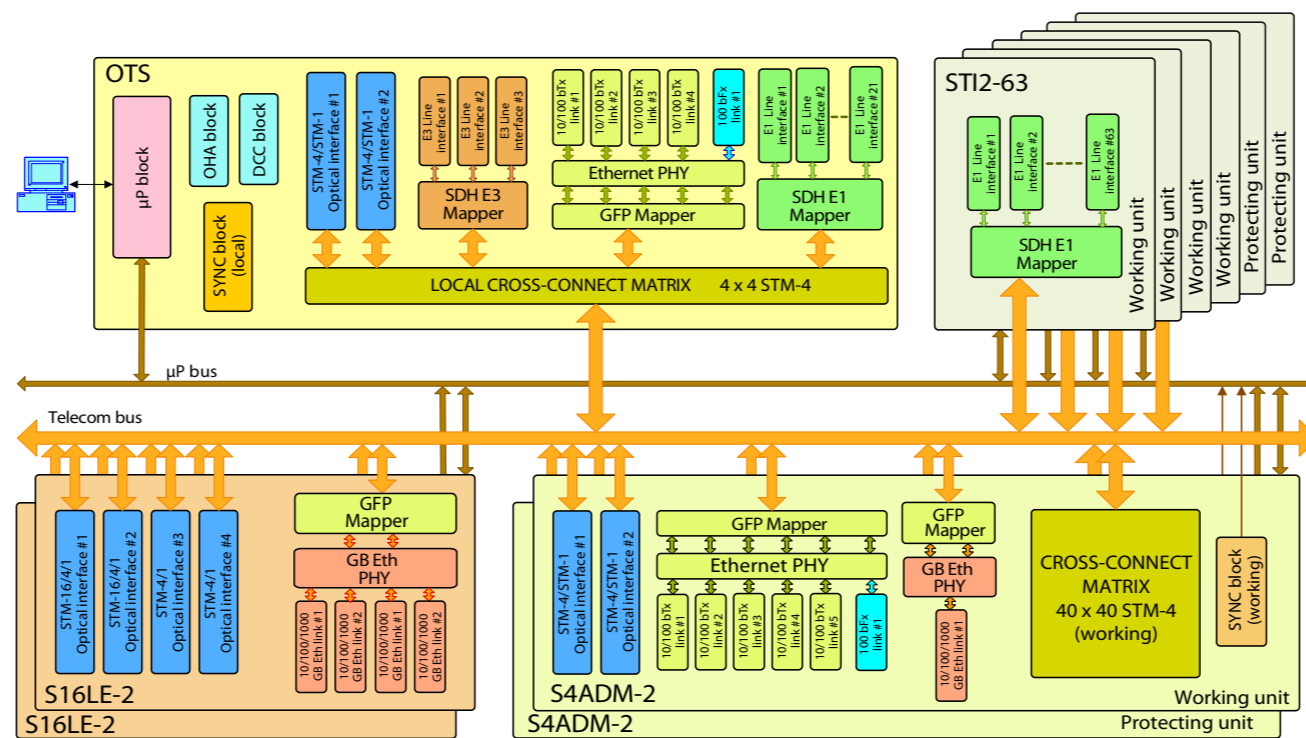 OTS
µP block
OHA block
DCC block
SYNC block
(local)
STM-4/STM-1
Optical interface #1
STM-4/STM-1
Optical interface #2
E3 Line
interface #1
E3 Line
interface #2
E3 Line
interface #3
SDH E3
Mapper
10/100 bTx
link #1
10/100 bTx
link #2
10/100 bTx
link #3
10/100 bTx
link #4
100 bFx
link #1
Ethernet PHY
GFP Mapper
E1 Line
interface #1
E1 Line
interface #2
E1 Line
interface #21
SDH E1
Mapper
LOCAL CROSS-CONNECT MATRIX 4 x 4 STM-4
STI2-63
E1 Line
interface #1
E1 Line
interface #2
E1 Line
interface #63
SDH E1
Mapper
Working unit
Working unit
Working unit
Working unit
Protecting unit
Protecting unit
µP bus
Telecom bus
STM-16/4/1
Optical interface #1
STM-16/4/1
Optical interface #2
STM-4/1
Optical interface #3
STM-4/1
Optical interface #4
GFP
Mapper
GB Eth
PHY
10/100/1000
GB Eth link #1
10/100/1000
GB Eth link #2
10/100/1000
GB Eth link #1
10/100/1000
GB Eth link #2
S16LE-2
S16LE-2
STM-4/STM-1
Optical interface #1
STM-4/STM-1
Optical interface #2
GFP Mapper
Ethernet PHY
10/100 bTx
link #1
10/100 bTx
link #2
10/100 bTx
link #3
10/100 bTx
link #4
10/100 bTx
link #5
100 bFx
link #1
GFP
Mapper
GB Eth
PHY
10/100/1000
GB Eth link #1
CROSS-CONNECT
MATRIX
40 x 40 STM-4
(working)
SYNC block
(working)
S4ADM-2
Working unit
S4ADM-2
Protecting unit